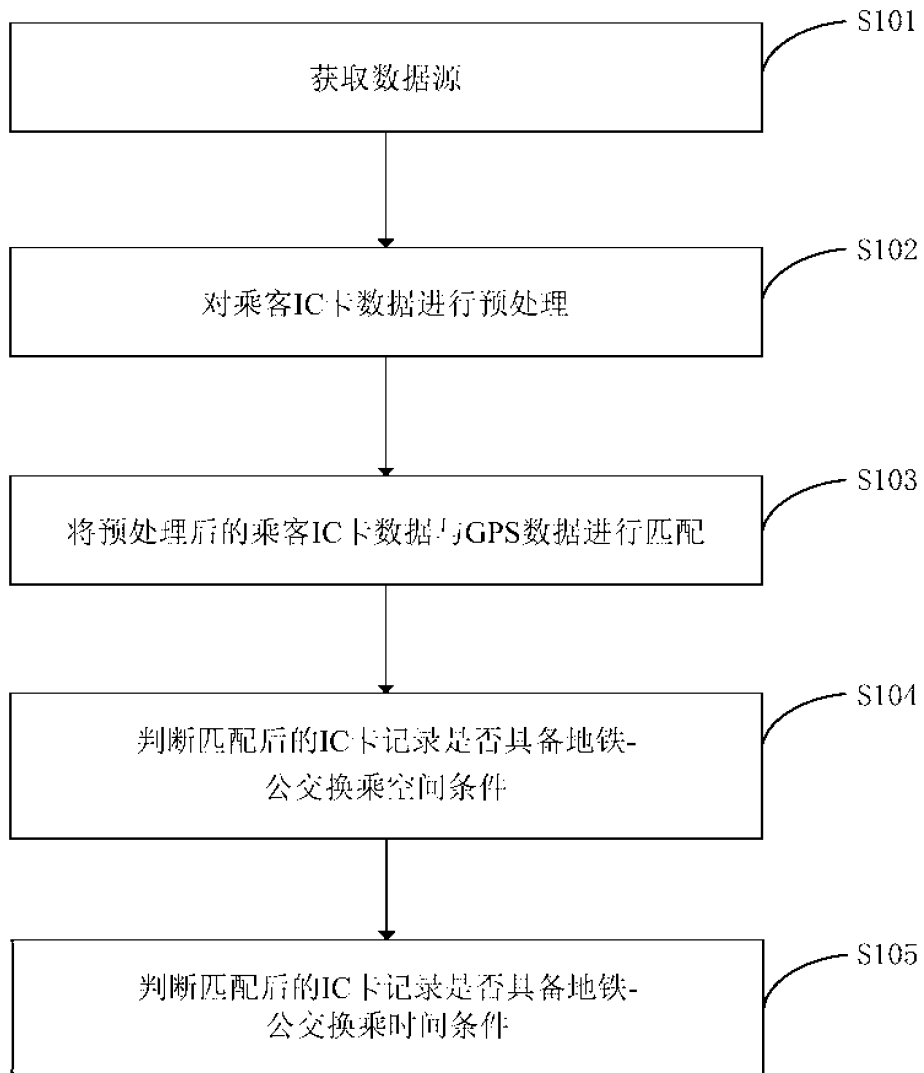 S101
获取数据源
S102
对乘客IC卡数据进行预处理
S103
将预处理后的乘客IC卡数据与GPS数据进行匹配
S104
判断匹配后的IC卡记录是否具备地铁-
公交换乘空间条件
S105
判断匹配后的IC卡记录是否具备地铁-
公交换乘时间条件